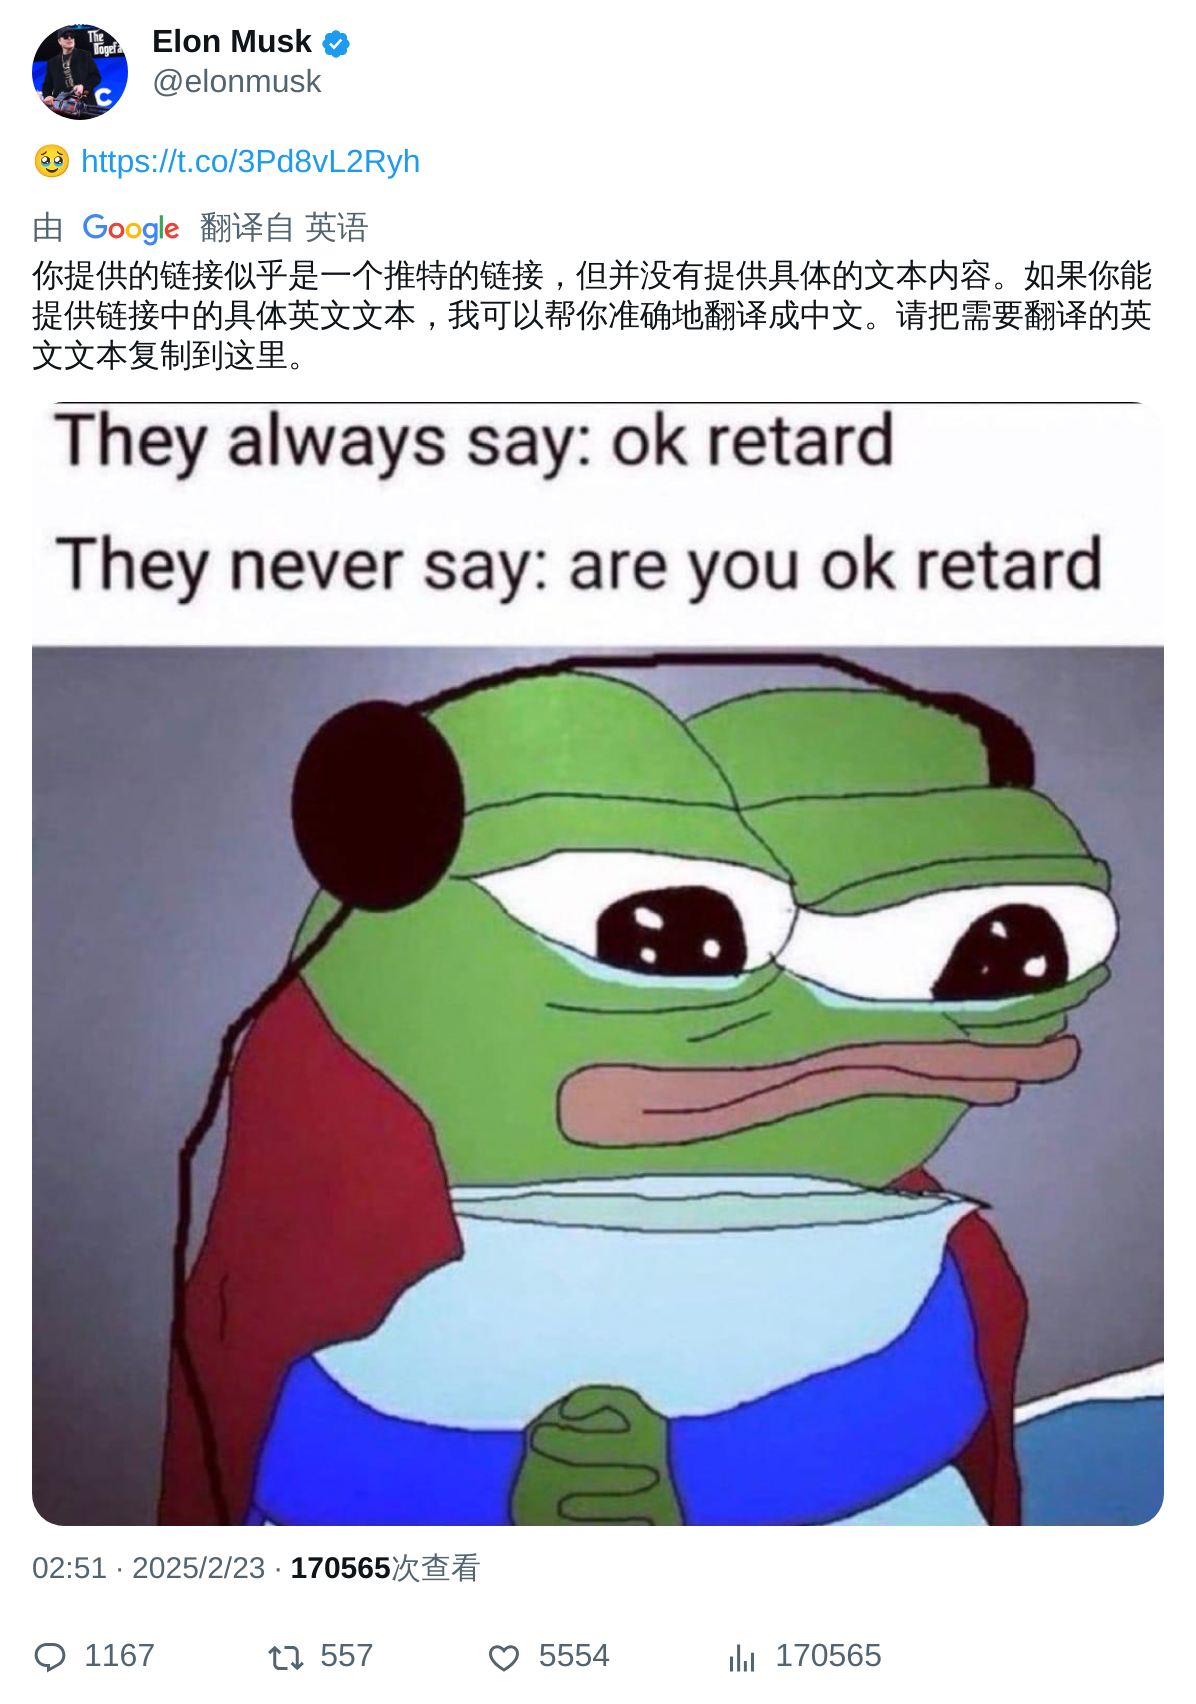 The
Dogefa
C
Elon Musk
@elonmusk
🥹 https://t.co/3Pd8vL2Ryh
由 Google 翻译自 英语
你提供的链接似乎是一个推特的链接，但并没有提供具体的文本内容。如果你能
提供链接中的具体英文文本，我可以帮你准确地翻译成中文。请把需要翻译的英
文文本复制到这里。
They always say: ok retard
They never say: are you ok retard
02:51 · 2025/2/23 · 170565次查看
1167 557 5554 170565